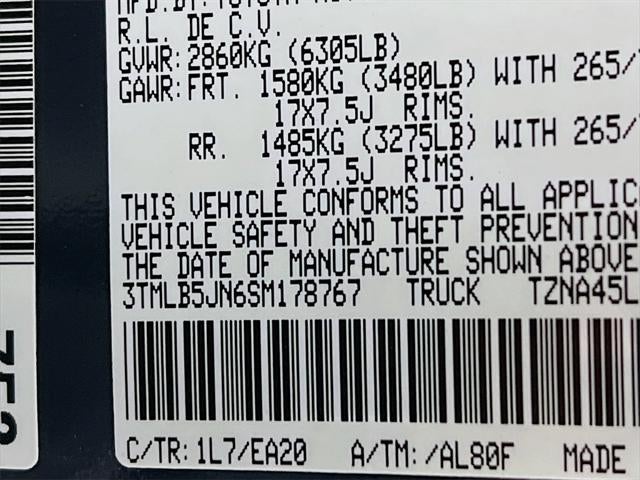 R.L. DE C.V.
GVWR:2860KG (6305LB)
GAWR:FRT. 1580KG (3480LB) WITH 265/
17X7.5J RIMS.
RR. 1485KG (3275LB) WITH 265/
17X7.5J RIMS.
THIS VEHICLE CONFORMS TO ALL APPLIC
VEHICLE SAFETY AND THEFT PREVENTION
THE DATE OF MANUFACTURE SHOWN ABOVE
3TMLB5JN6SM178767 TRUCK TZNA45L
C/TR:1L7/EA20 A/TM:/AL80F MADE